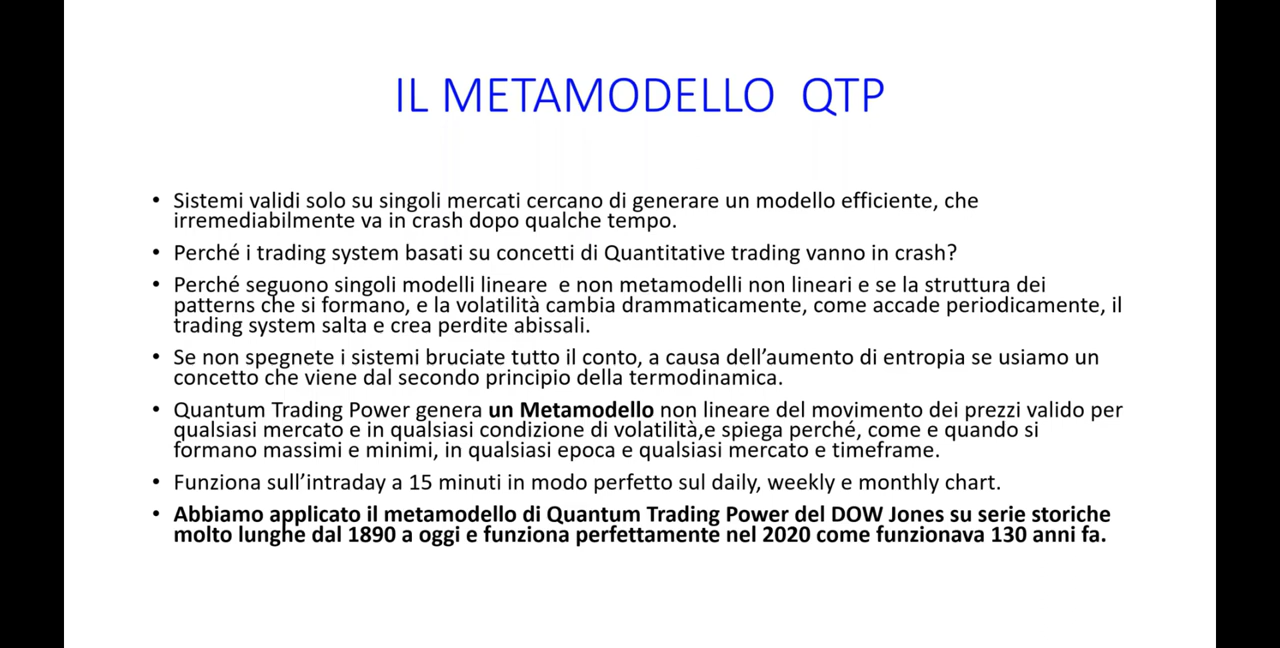 IL METAMODELLO QTP
• Sistemi validi solo su singoli mercati cercano di generare un modello efficiente, che
irremediabilmente va in crash dopo qualche tempo.
• Perché i trading system basati su concetti di Quantitative trading vanno in crash?
• Perché seguono singoli modelli lineare e non metamodelli non lineari e se la struttura dei
patterns che si formano, e la volatilità cambia drammaticamente, come accade periodicamente, il
trading system salta e crea perdite abissali.
• Se non spegnete i sistemi bruciate tutto il conto, a causa dell’aumento di entropia se usiamo un
concetto che viene dal secondo principio della termodinamica.
• Quantum Trading Power genera un Metamodello non lineare del movimento dei prezzi valido per
qualsiasi mercato e in qualsiasi condizione di volatilità,e spiega perché, come e quando si
formano massimi e minimi, in qualsiasi epoca e qualsiasi mercato e timeframe.
• Funziona sull’intraday a 15 minuti in modo perfetto sul daily, weekly e monthly chart.
• Abbiamo applicato il metamodello di Quantum Trading Power del DOW Jones su serie storiche
molto lunghe dal 1890 a oggi e funziona perfettamente nel 2020 come funzionava 130 anni fa.